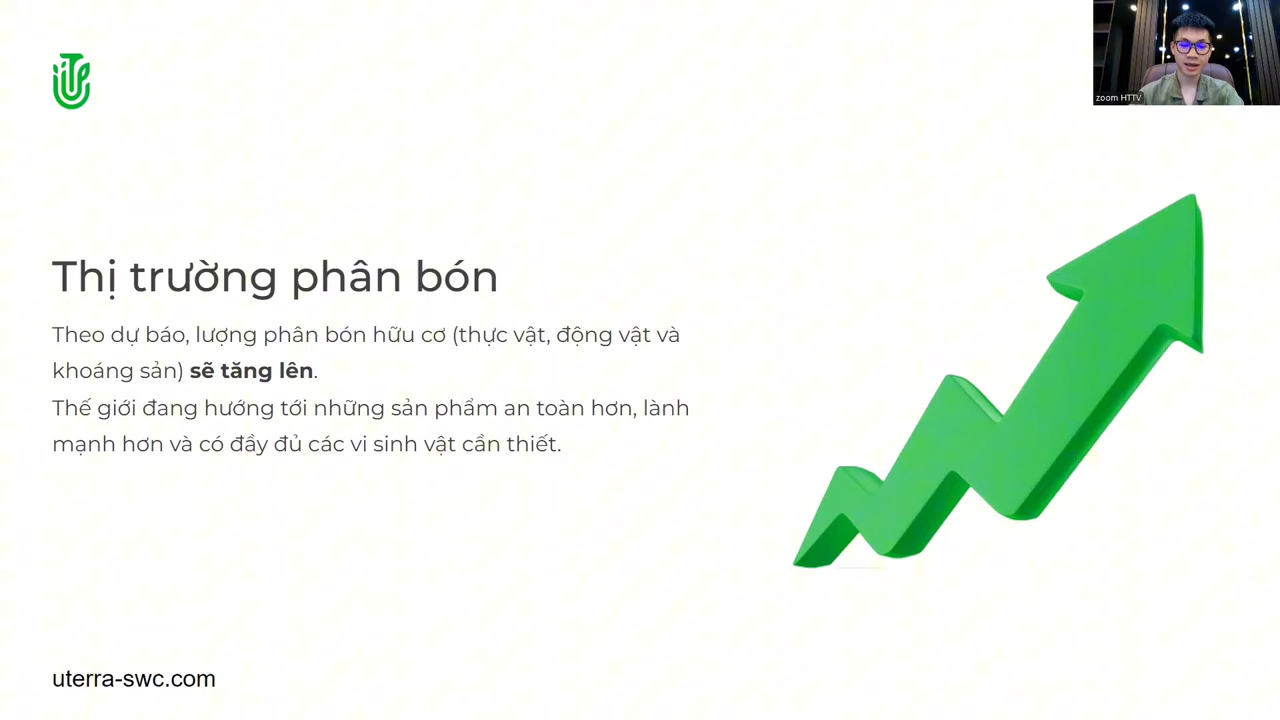 zoom HTTV
Thị trường phân bón
Theo dự báo, lượng phân bón hữu cơ (thực vật, động vật và
khoáng sản) sẽ tăng lên.
Thế giới đang hướng tới những sản phẩm an toàn hơn, lành
mạnh hơn và có đầy đủ các vi sinh vật cần thiết.
uterra-swc.com